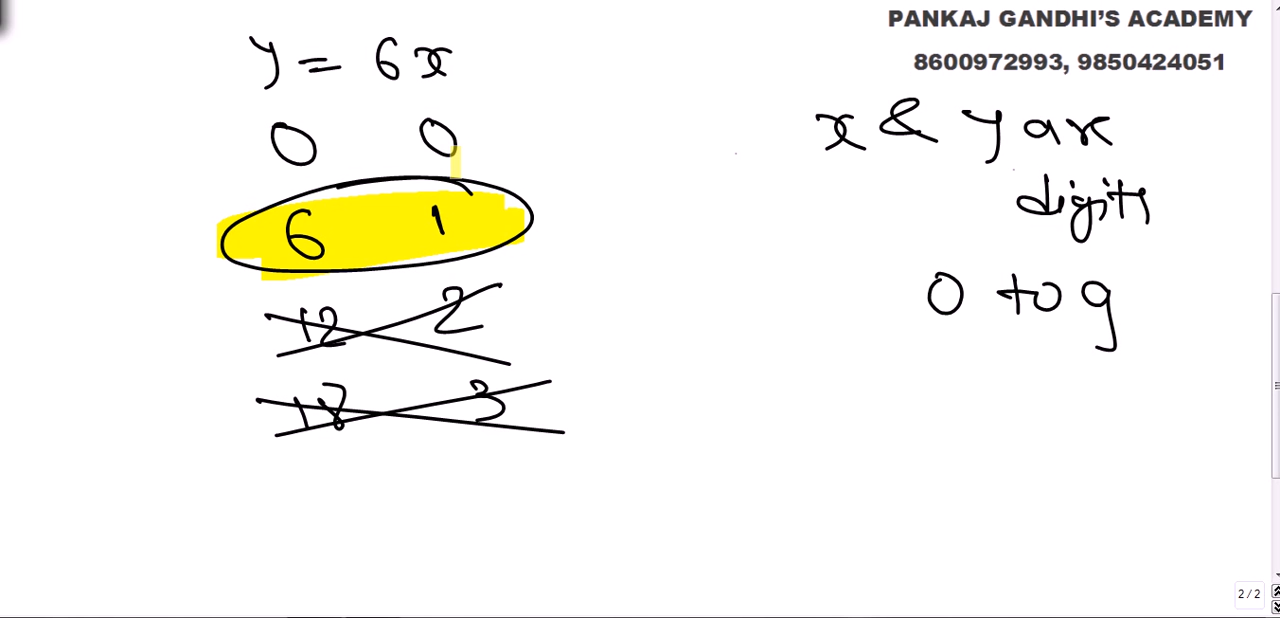 PANKAJ GANDHI'S ACADEMY
8600972993, 9850424051
y = 6x
0 0
6 1
12 2
18 3
x & y are
digits
0 to 9
2 / 2